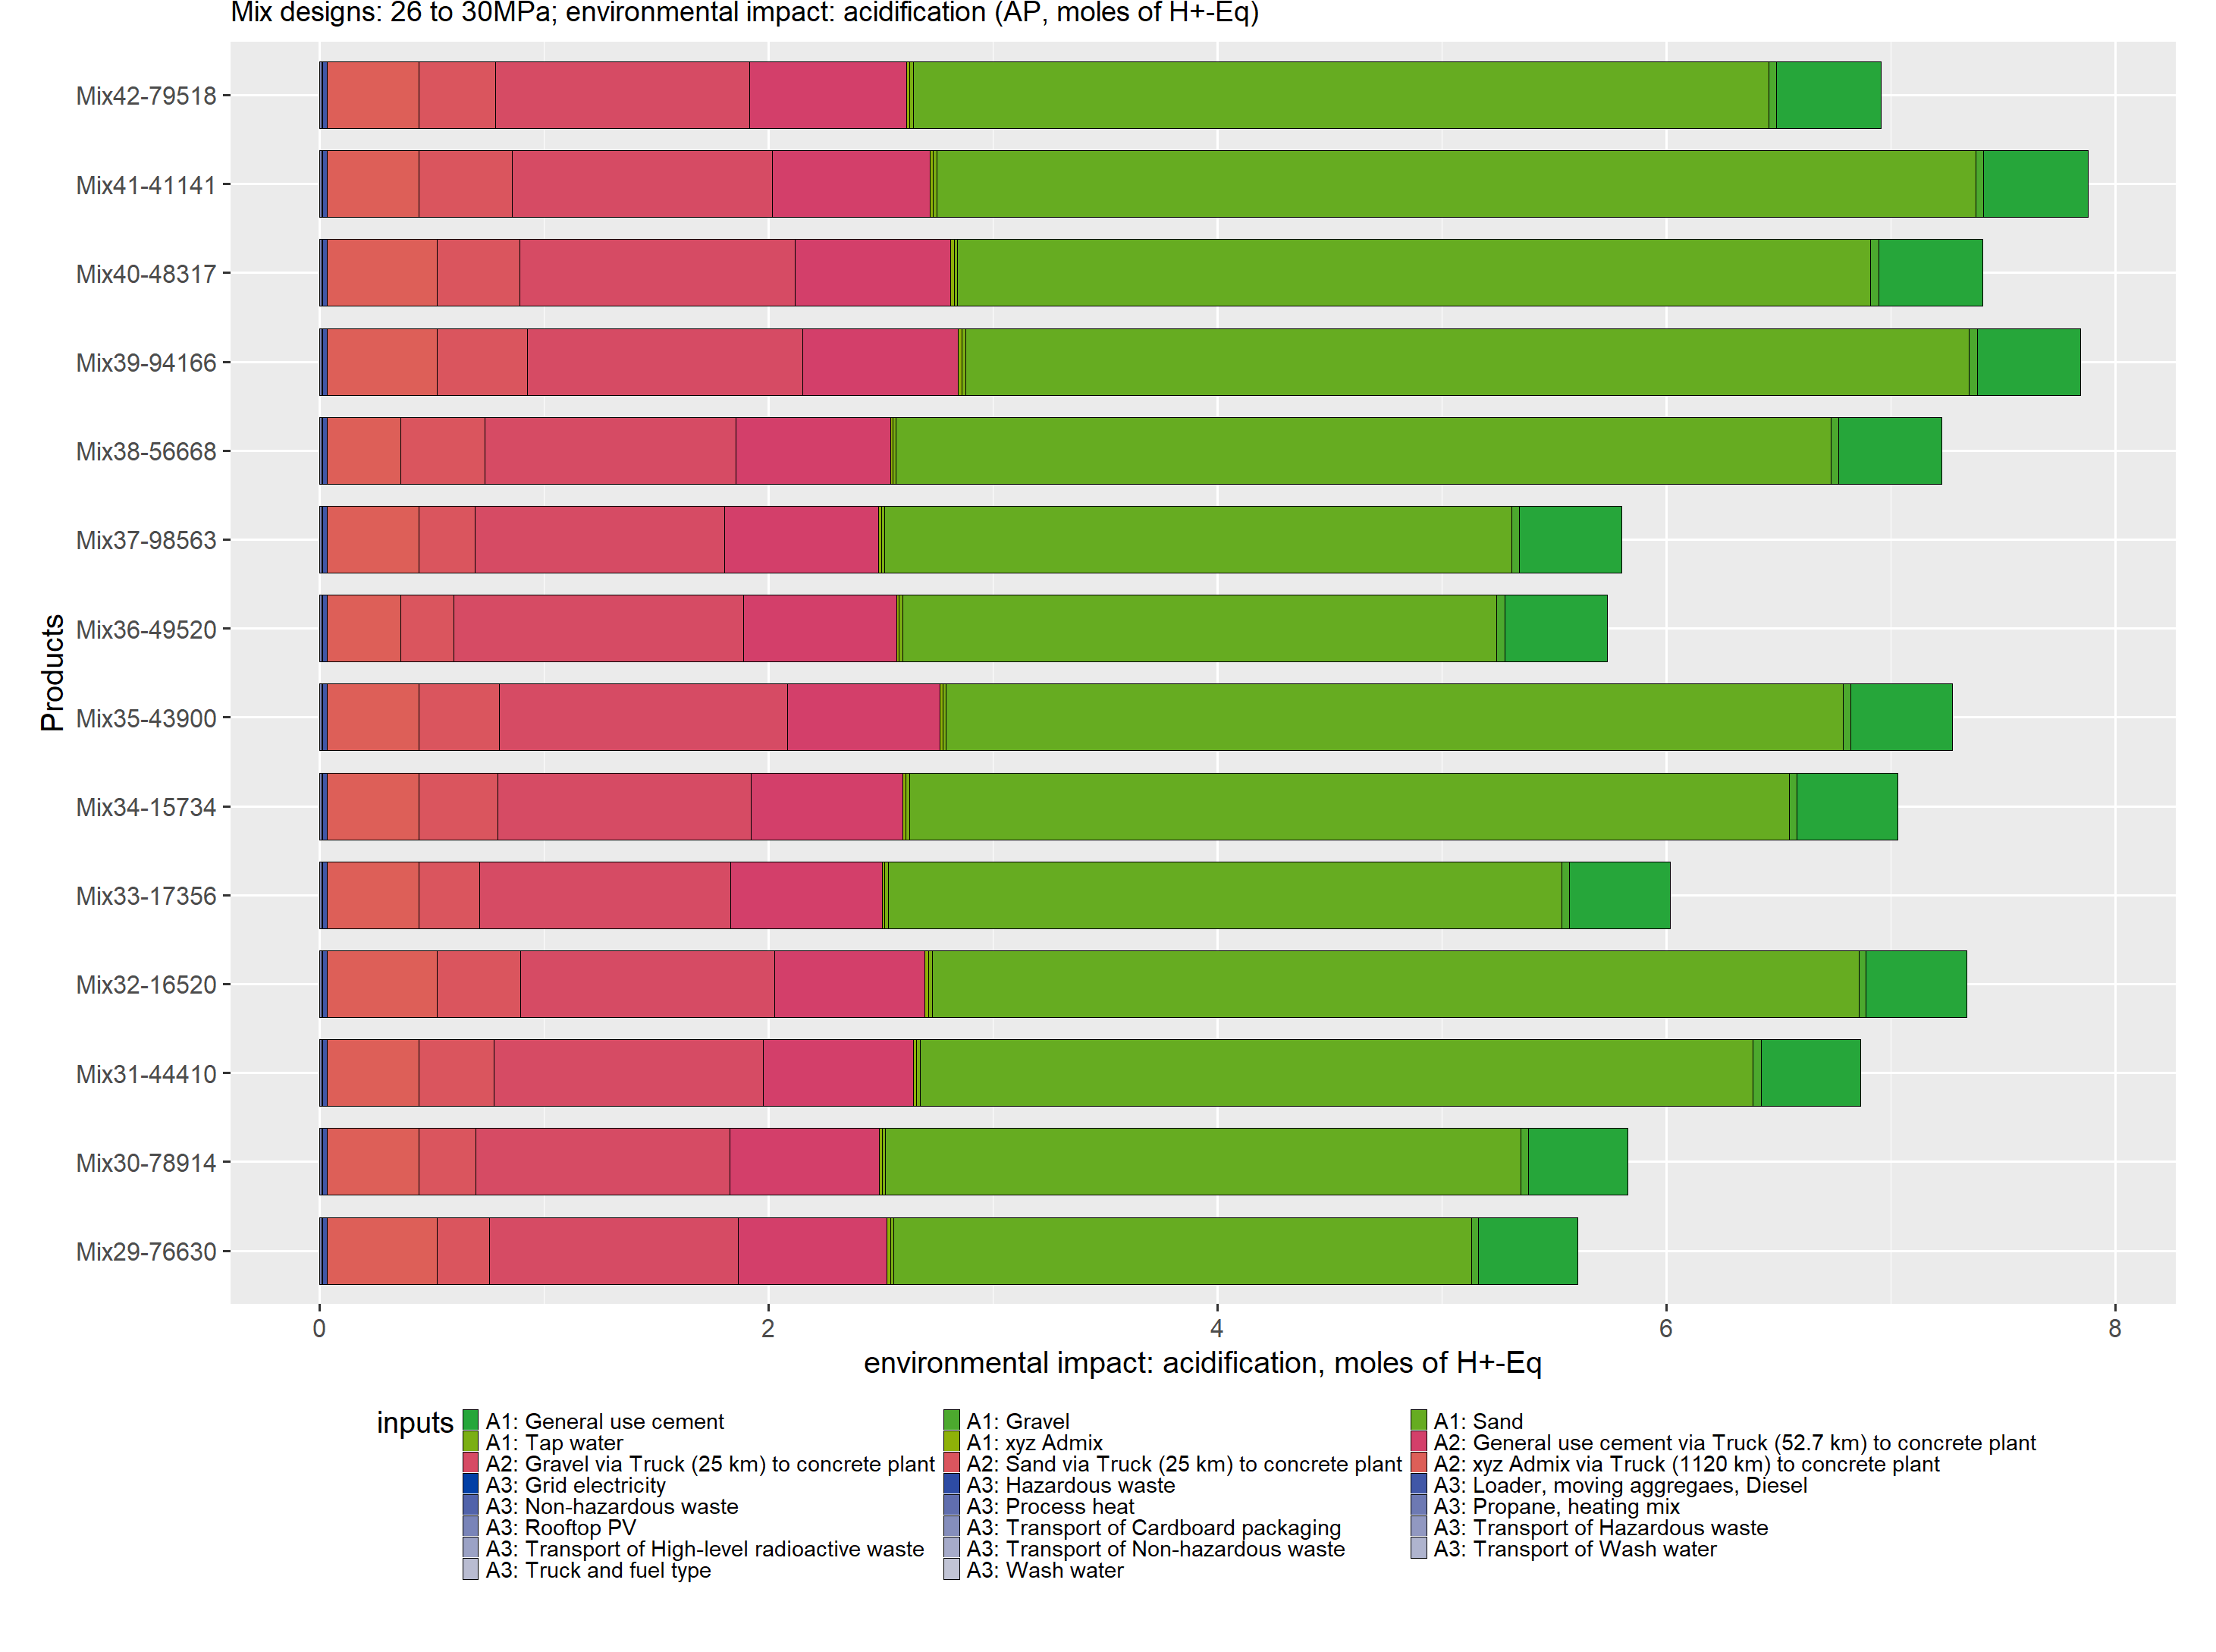 Mix designs: 26 to 30MPa; environmental impact: acidification (AP, moles of H+-Eq)
Products
Mix42-79518
Mix41-41141
Mix40-48317
Mix39-94166
Mix38-56668
Mix37-98563
Mix36-49520
Mix35-43900
Mix34-15734
Mix33-17356
Mix32-16520
Mix31-44410
Mix30-78914
Mix29-76630
0 2 4 6 8
environmental impact: acidification, moles of H+-Eq
inputs
A1: General use cement A1: Gravel A1: Sand
A1: Tap water A1: xyz Admix A2: General use cement via Truck (52.7 km) to concrete plant
A2: Gravel via Truck (25 km) to concrete plant A2: Sand via Truck (25 km) to concrete plant A2: xyz Admix via Truck (1120 km) to concrete plant
A3: Grid electricity A3: Hazardous waste A3: Loader, moving aggregaes, Diesel
A3: Non-hazardous waste A3: Process heat A3: Propane, heating mix
A3: Rooftop PV A3: Transport of Cardboard packaging A3: Transport of Hazardous waste
A3: Transport of High-level radioactive waste A3: Transport of Non-hazardous waste A3: Transport of Wash water
A3: Truck and fuel type A3: Wash water